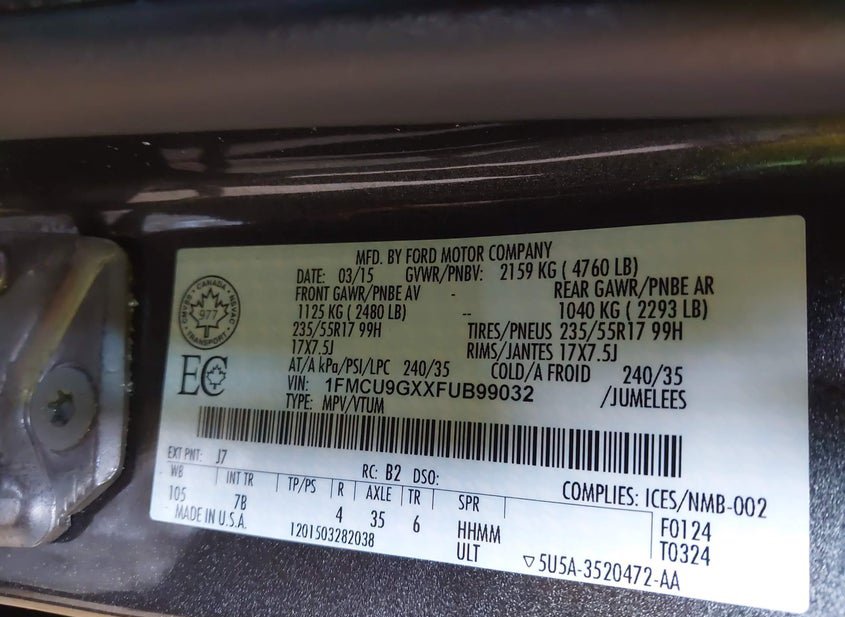 MFD. BY FORD MOTOR COMPANY
DATE: 03/15 GVWR/PNBV: 2159 KG ( 4760 LB)
FRONT GAWR/PNBE AV - REAR GAWR/PNBE AR
1125 KG ( 2480 LB) -- 1040 KG ( 2293 LB)
235/55R17 99H TIRES/PNEUS 235/55R17 99H
17X7.5J RIMS/JANTES 17X7.5J
AT/A kPa/PSI/LPC 240/35 COLD/A FROID 240/35
VIN: 1FMCU9GXXFUB99032 /JUMELEES
TYPE: MPV/VTUM
CANADA
CMVSS NSVAC
977
TRANSPORT
EC
EXT PNT: J7 RC: B2 DSO: COMPLIES: ICES/NMB-002
WB INT TR TP/PS R AXLE TR SPR F0124
105 7B 4 35 6 HHMM T0324
MADE IN U.S.A. 1201503282038 ULT ▽5U5A-3520472-AA